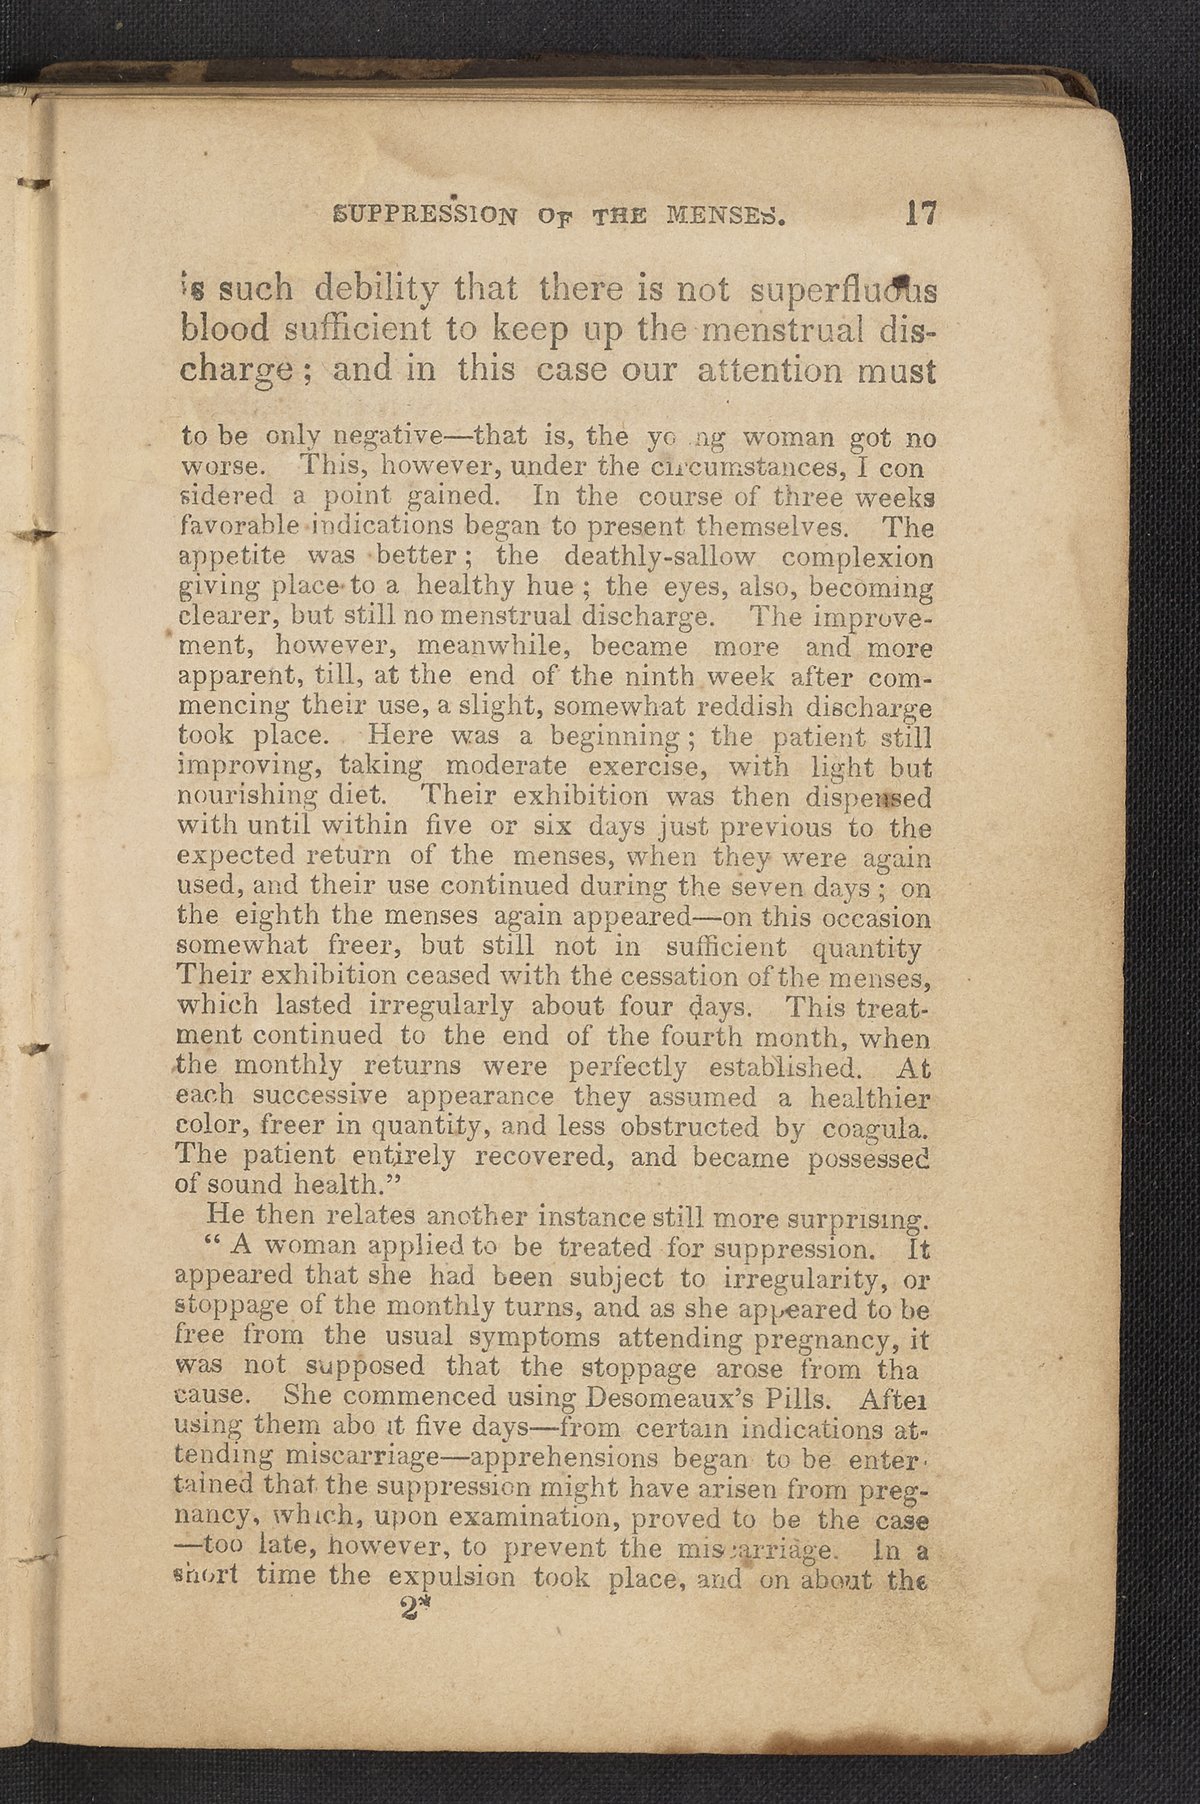 SUPPRESSION OF THE MENSES. 17
is such debility that there is not superfluous
blood sufficient to keep up the menstrual dis-
charge; and in this case our attention must
to be only negative—that is, the yo ng woman got no
worse. This, however, under the circumstances, I con
sidered a point gained. In the course of three weeks
favorable indications began to present themselves. The
appetite was better; the deathly-sallow complexion
giving place to a healthy hue; the eyes, also, becoming
clearer, but still no menstrual discharge. The improve-
ment, however, meanwhile, became more and more
apparent, till, at the end of the ninth week after com-
mencing their use, a slight, somewhat reddish discharge
took place. Here was a beginning; the patient still
improving, taking moderate exercise, with light but
nourishing diet. Their exhibition was then dispensed
with until within five or six days just previous to the
expected return of the menses, when they were again
used, and their use continued during the seven days; on
the eighth the menses again appeared—on this occasion
somewhat freer, but still not in sufficient quantity
Their exhibition ceased with the cessation of the menses,
which lasted irregularly about four days. This treat-
ment continued to the end of the fourth month, when
the monthly returns were perfectly established. At
each successive appearance they assumed a healthier
color, freer in quantity, and less obstructed by coagula.
The patient entirely recovered, and became possessed
of sound health.”
He then relates another instance still more surprising.
“ A woman applied to be treated for suppression. It
appeared that she had been subject to irregularity, or
stoppage of the monthly turns, and as she appeared to be
free from the usual symptoms attending pregnancy, it
was not supposed that the stoppage arose from tha
cause. She commenced using Desomeaux’s Pills. After
using them abo it five days—from certain indications at-
tending miscarriage—apprehensions began to be enter-
tained that the suppression might have arisen from preg-
nancy, which, upon examination, proved to be the case
—too late, however, to prevent the miscarriage. In a
short time the expulsion took place, and on about the
2*